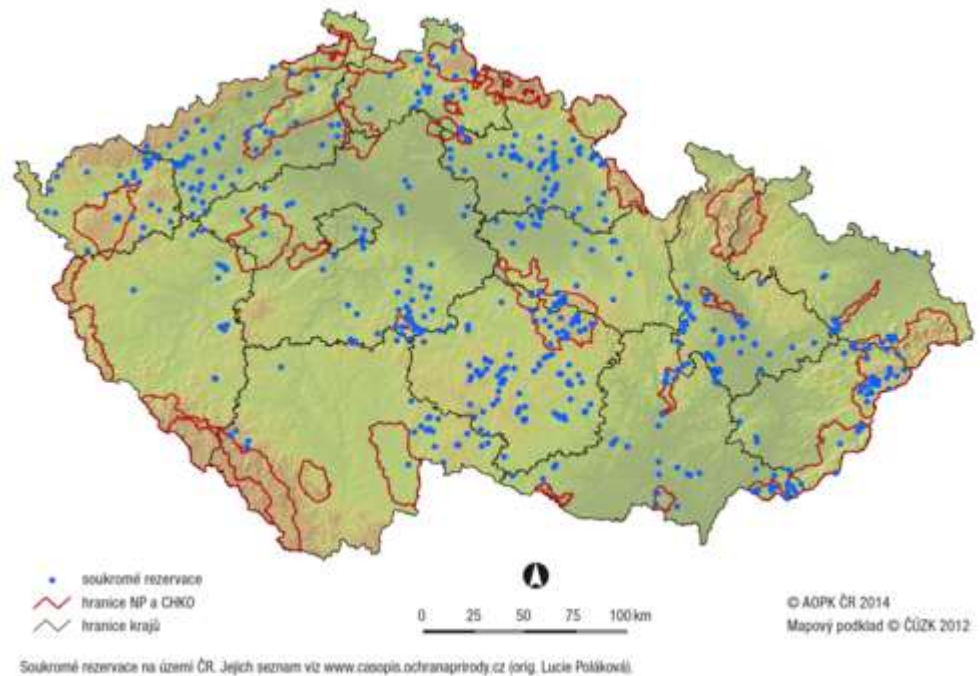 soukromé rezervace
hranice NP a CHKO
hranice krajů
0 25 50 75 100 km
© AOPK ČR 2014
Mapový podklad © ČÚZK 2012
Soukromé rezervace na území ČR. Jejich seznam viz www.casopis.ochranaprirody.cz (orig. Lucie Poláková).